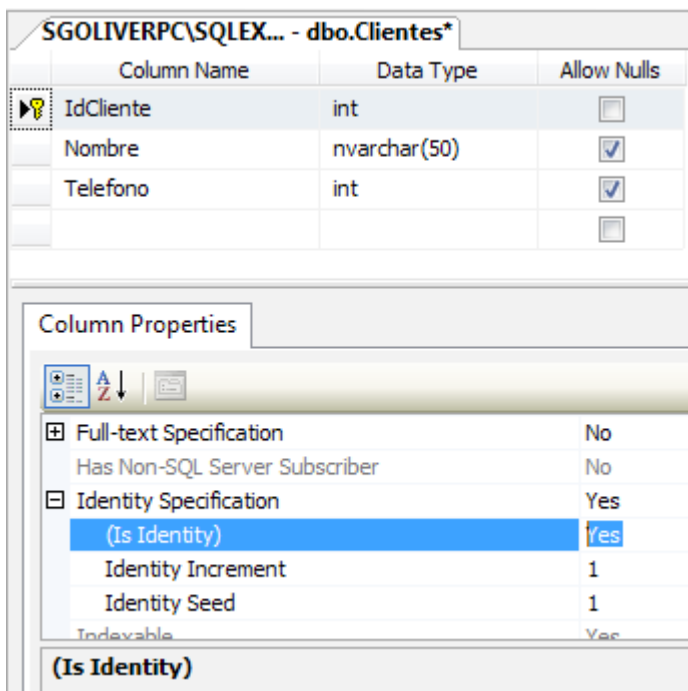 SGOLIVERPC\SQLEX... - dbo.Clientes*
Column Name Data Type Allow Nulls
IdCliente int
Nombre nvarchar(50)
Telefono int
Column Properties
A Z
Full-text Specification No
Has Non-SQL Server Subscriber No
Identity Specification Yes
(Is Identity) Yes
Identity Increment 1
Identity Seed 1
Indexable Yes
(Is Identity)